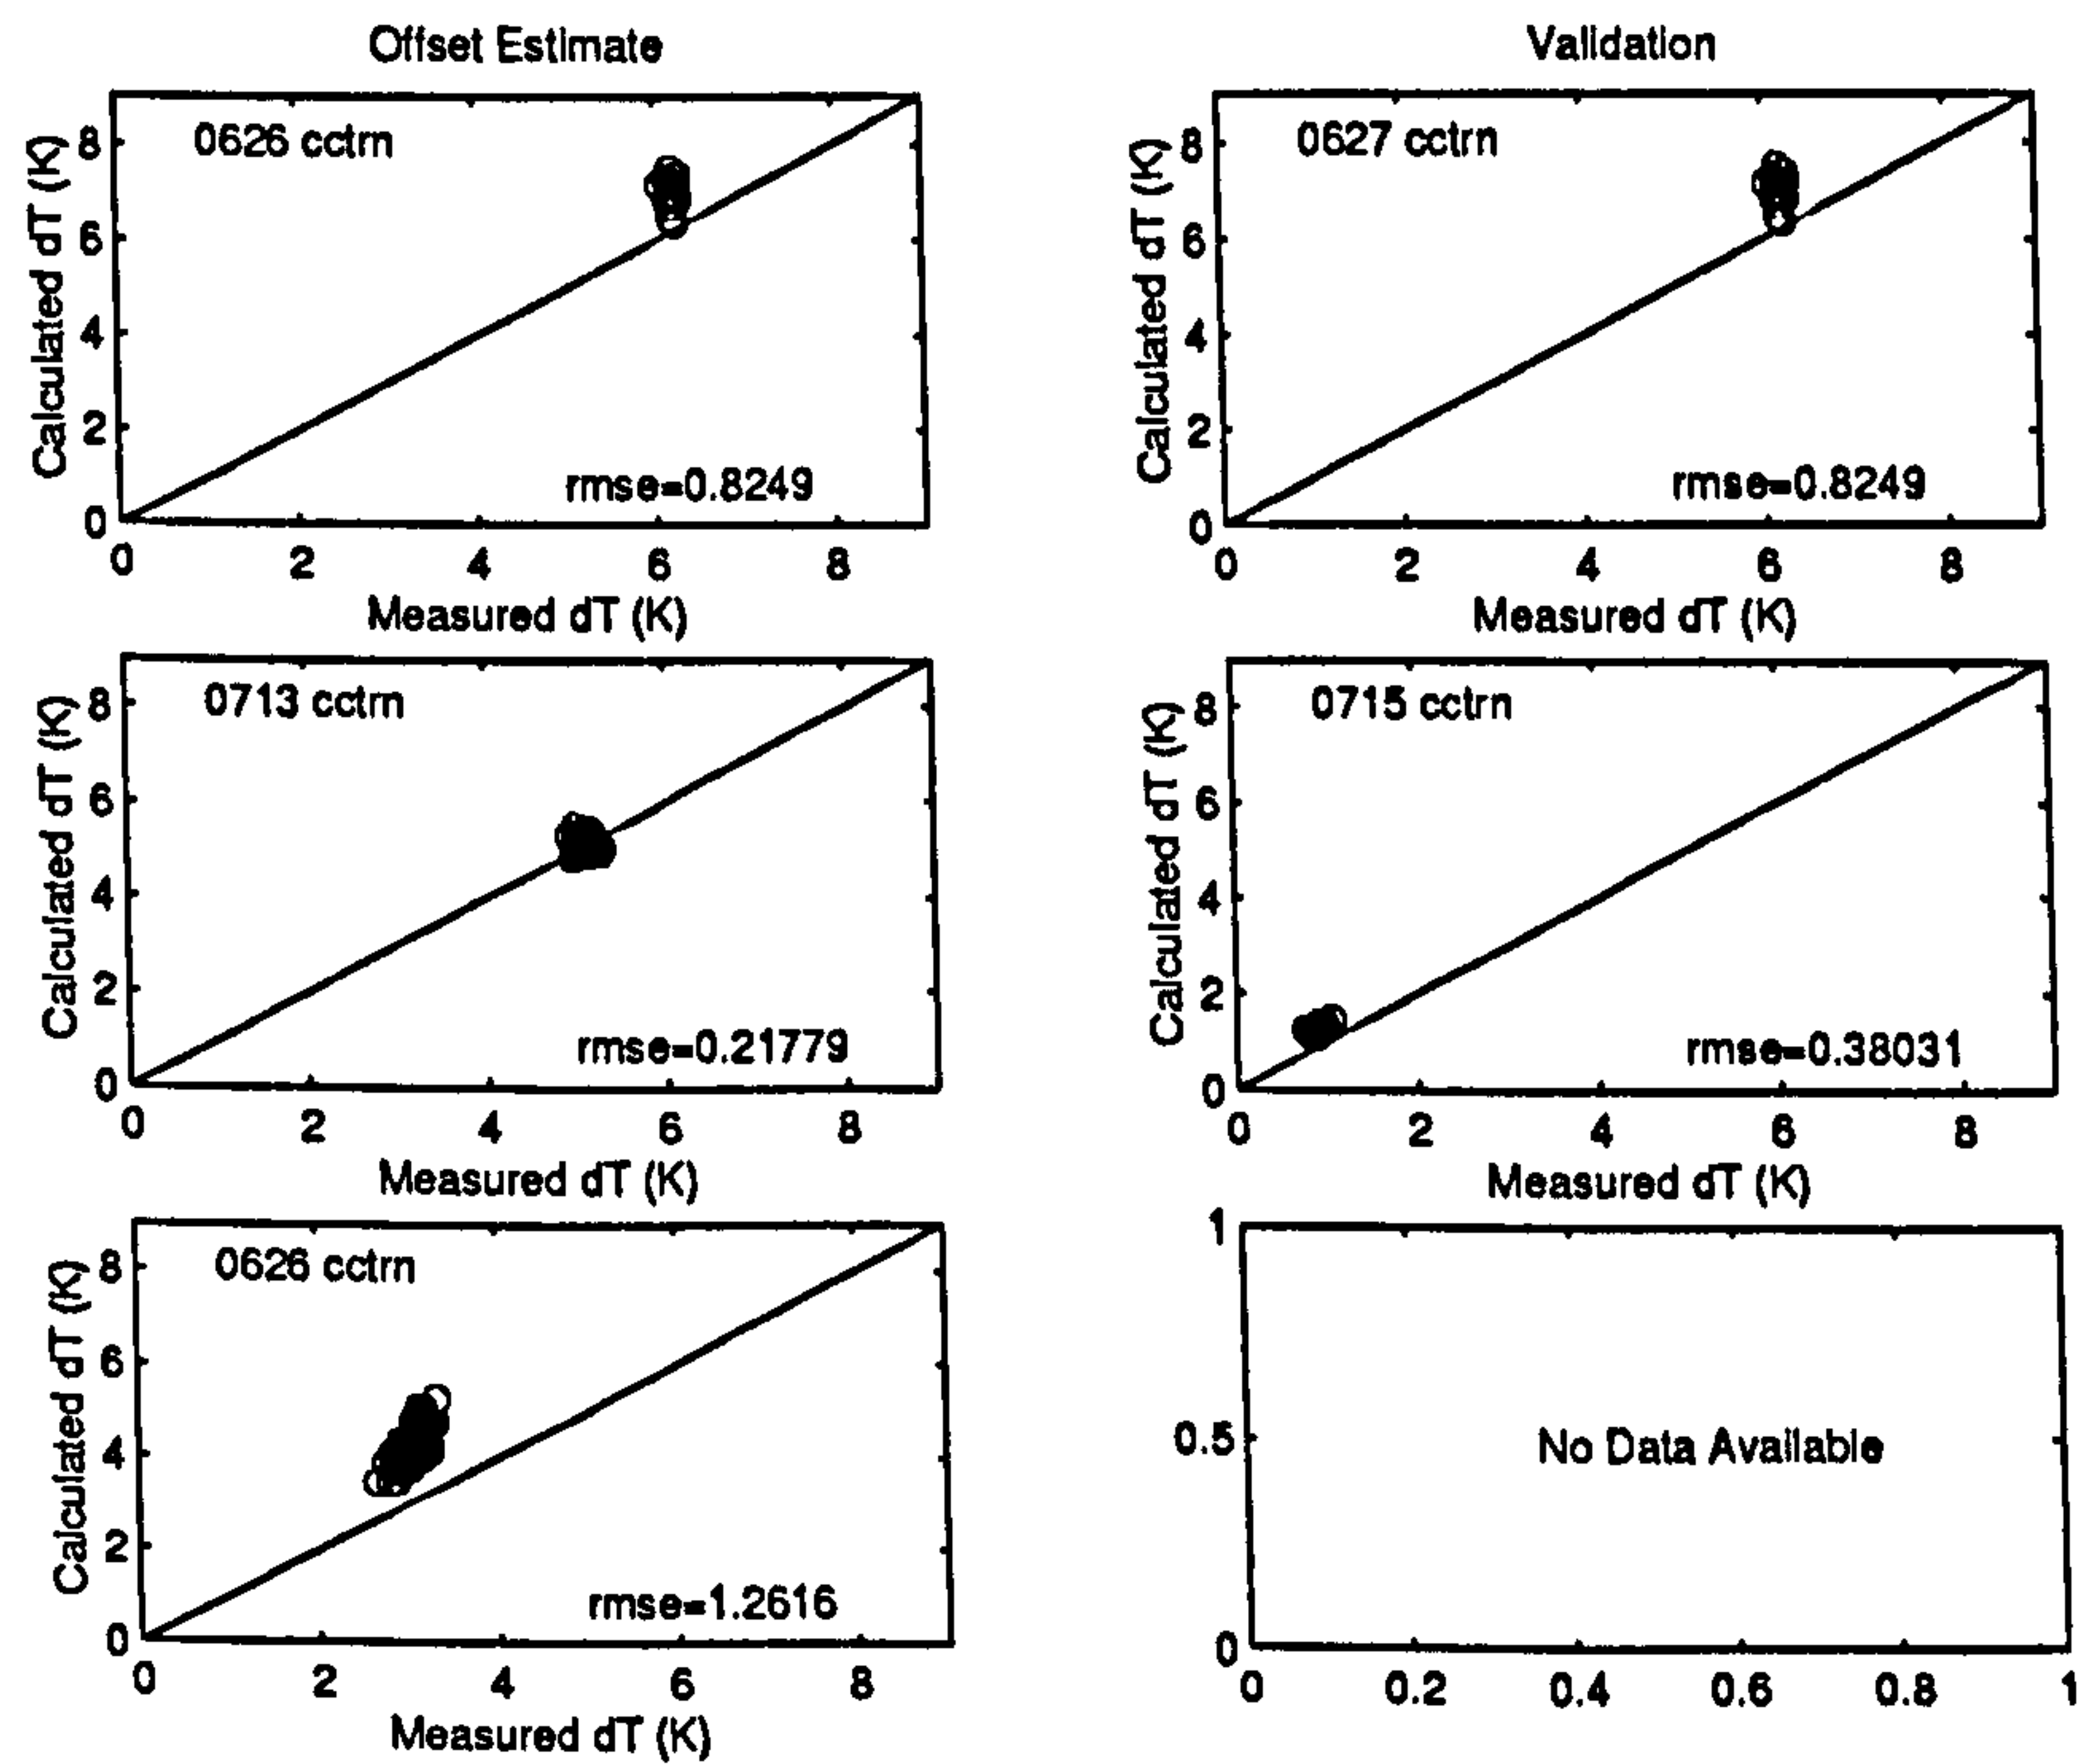 Offset Estimate
Validation
0626 cctrn
Calculated dT (K)
8
6
4
2
0
rmse=0.8249
0 2 4 6 8
Measured dT (K)
0627 cctrn
Calculated dT (K)
8
6
4
2
0
rmse=0.8249
0 2 4 6 8
Measured dT (K)
0713 cctrn
Calculated dT (K)
8
6
4
2
0
rmse=0.21779
0 2 4 6 8
Measured dT (K)
0715 cctrn
Calculated dT (K)
8
6
4
2
0
rmse=0.38031
0 2 4 6 8
Measured dT (K)
0626 cctrn
Calculated dT (K)
8
6
4
2
0
rmse=1.2616
0 2 4 6 8
Measured dT (K)
1
0.5
0
No Data Available
0 0.2 0.4 0.6 0.8 1